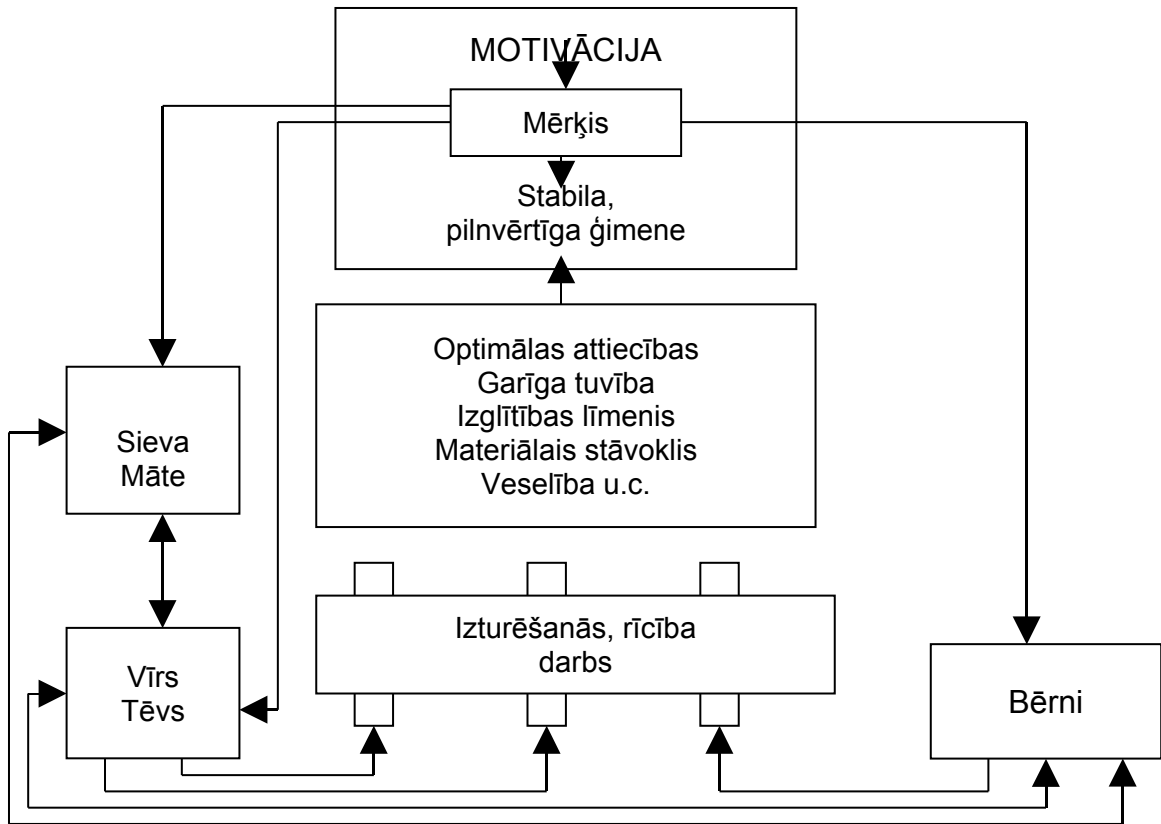 MOTIVĀCIJA
Mērķis
Stabila,
pilnvērtīga ģimene
Optimālas attiecības
Garīga tuvība
Izglītības līmenis
Materiālais stāvoklis
Veselība u.c.
Sieva
Māte
Izturēšanās, rīcība
darbs
Vīrs
Tēvs
Bērni